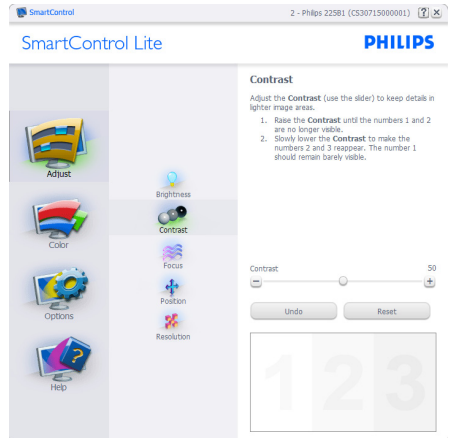 SmartControl
2 - Philips 225B1 (CS30715000001)
? ×
SmartControl Lite
PHILIPS
Adjust
Color
Options
?
Help
Brightness
Contrast
Focus
Position
Resolution
Contrast
Adjust the Contrast (use the slider) to keep details in
lighter image areas.
1. Raise the Contrast until the numbers 1 and 2
are no longer visible.
2. Slowly lower the Contrast to make the
numbers 2 and 3 reappear. The number 1
should remain barely visible.
Contrast 50
Undo Reset
1 2 3